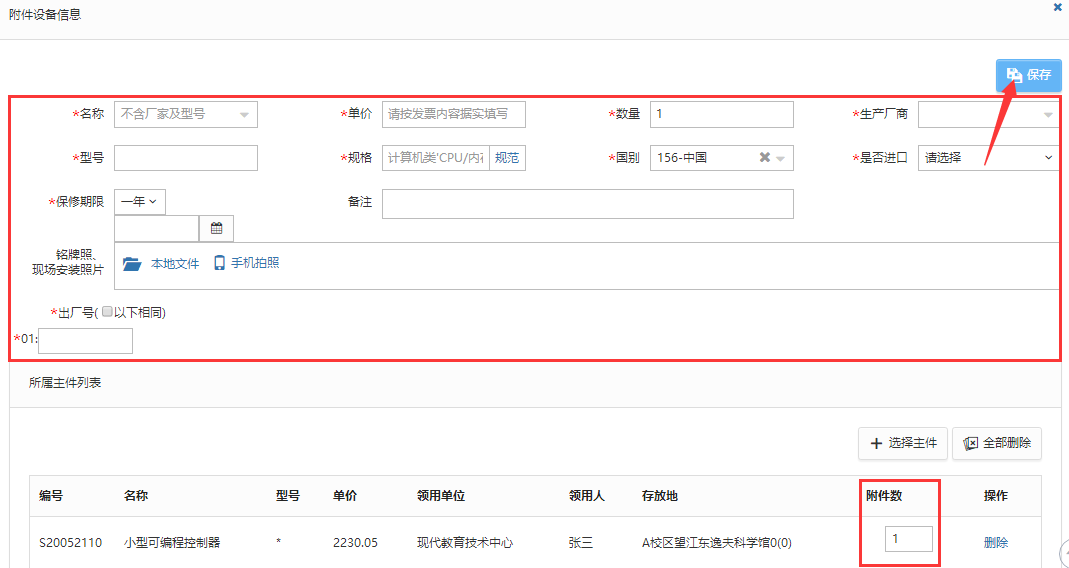 附件设备信息
保存
*名称 不含厂家及型号 *单价 请按发票内容据实填写 *数量 1 *生产厂商
*型号 *规格 计算机类'CPU/内存 规范 *国别 156-中国 *是否进口 请选择
*保修期限 一年 备注
铭牌照、
现场安装照片
本地文件 手机拍照
*出厂号(以下相同)
*01:
所属主件列表
选择主件 全部删除
编号 名称 型号 单价 领用单位 领用人 存放地 附件数 操作
S20052110 小型可编程控制器 * 2230.05 现代教育技术中心 张三 A校区望江东逸夫科学馆0(0) 1 删除